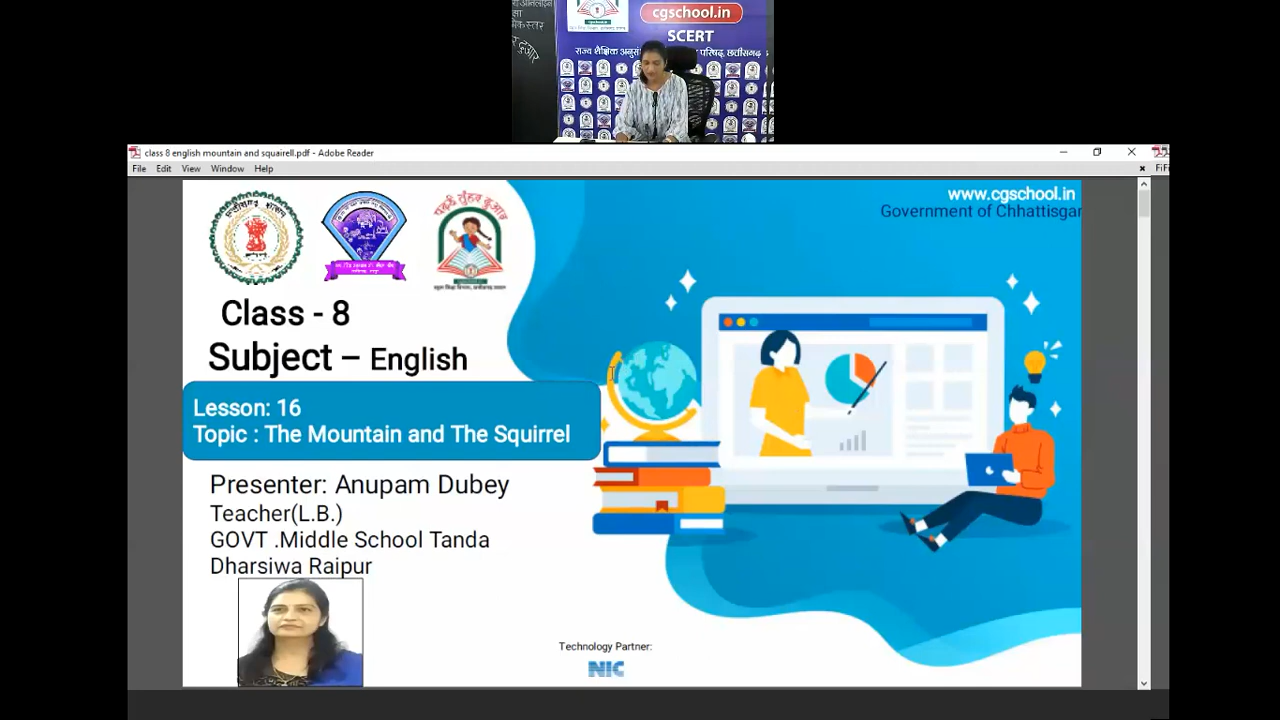 cgschool.in
SCERT
class 8 english mountain and squairell.pdf - Adobe Reader
File Edit View Window Help
www.cgschool.in
Government of Chhattisgar
Class - 8
Subject – English
Lesson: 16
Topic : The Mountain and The Squirrel
Presenter: Anupam Dubey
Teacher(L.B.)
GOVT .Middle School Tanda
Dharsiwa Raipur
Technology Partner:
NIC